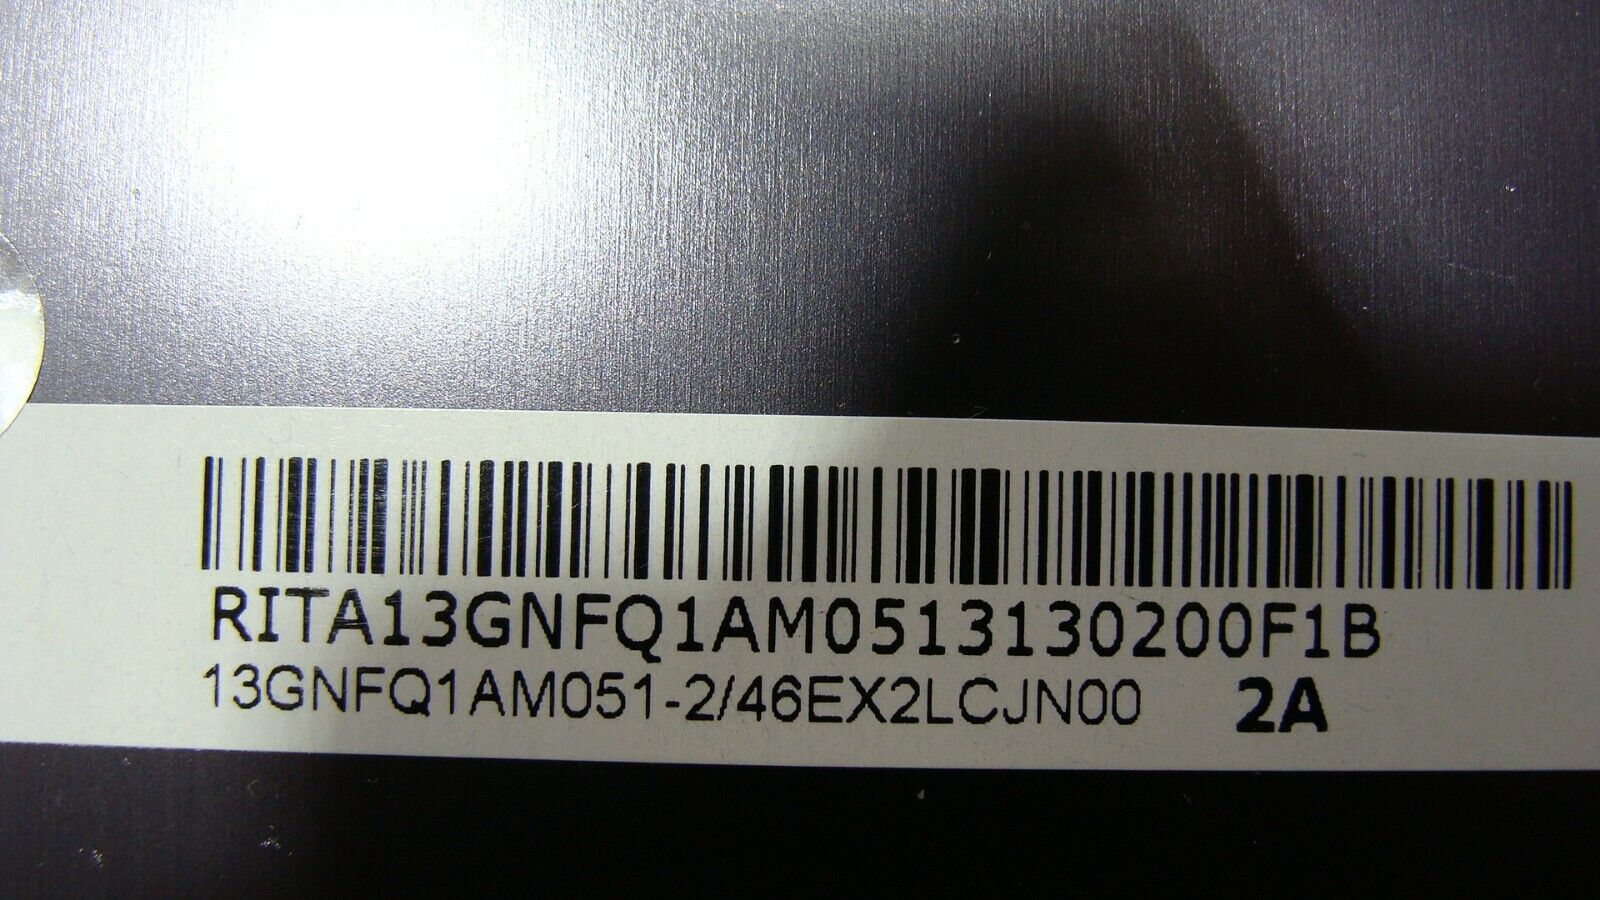 RITA13GNFQ1AM0513130200F1B
13GNFQ1AM051-2/46EX2LCJN00 2A